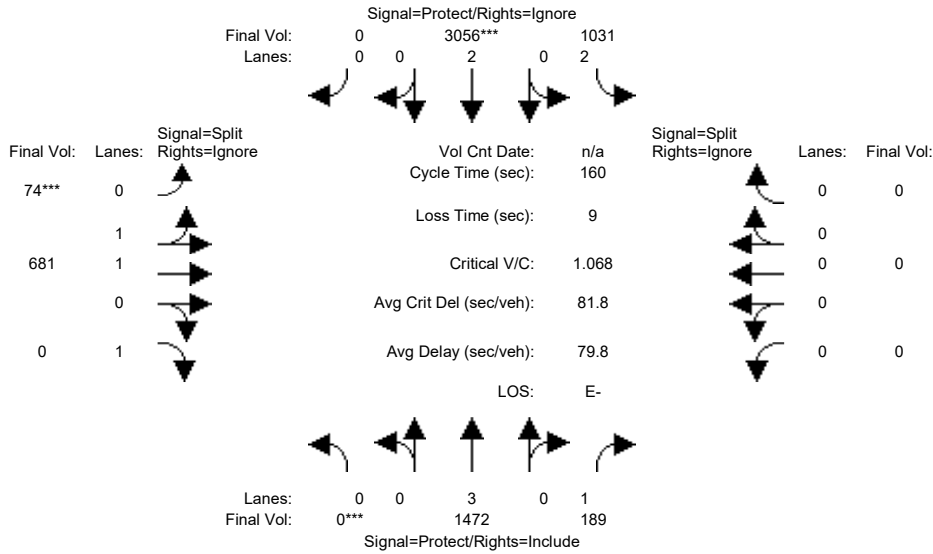 Signal=Protect/Rights=Ignore
Final Vol: 0 3056*** 1031
Lanes: 0 0 2 0 2
Signal=Split
Final Vol: Lanes: Rights=Ignore
Vol Cnt Date: n/a
Signal=Split
Rights=Ignore Lanes: Final Vol:
Cycle Time (sec): 160
74*** 0
0 0
Loss Time (sec): 9
1
0
681 1
Critical V/C: 1.068
0 0
0
Avg Crit Del (sec/veh): 81.8
0
0 1
Avg Delay (sec/veh): 79.8
0 0
LOS: E-
Lanes: 0 0 3 0 1
Final Vol: 0*** 1472 189
Signal=Protect/Rights=Include